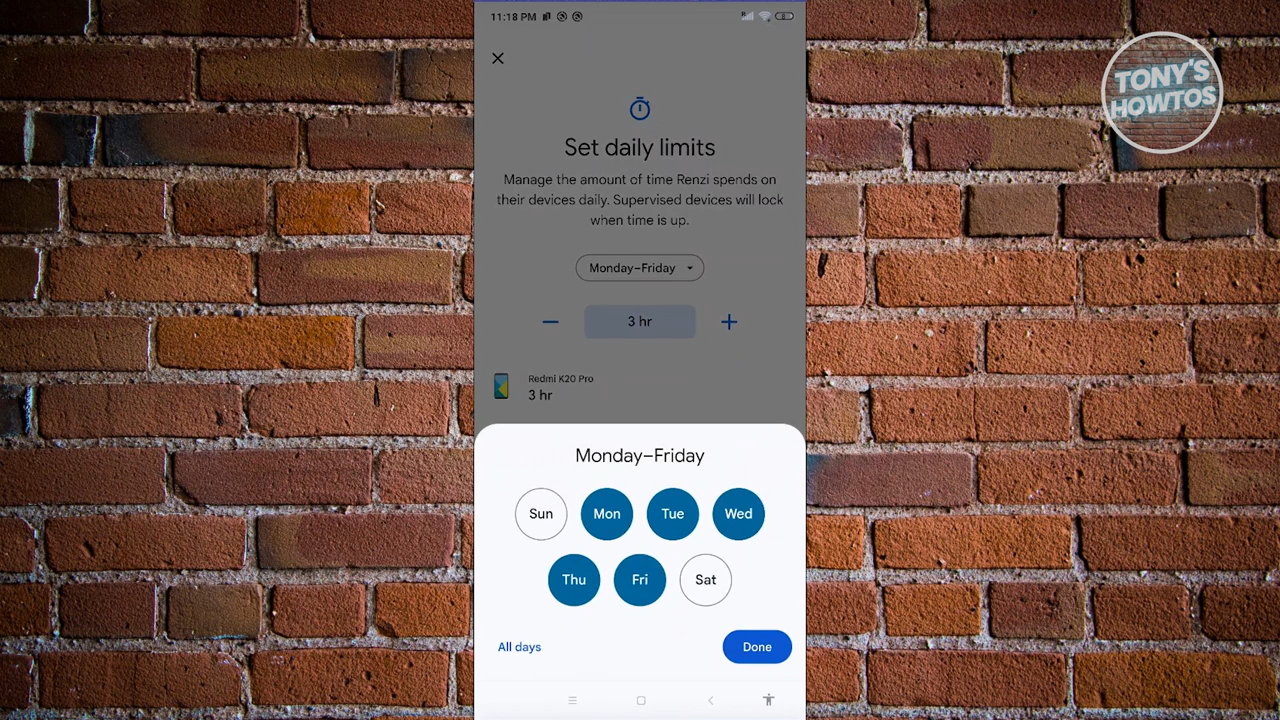 11:18 PM
TONY'S
HOWTOS
Set daily limits
Manage the amount of time Renzi spends on
their devices daily. Supervised devices will lock
when time is up.
Monday–Friday
3 hr
Redmi K20 Pro
3 hr
Monday–Friday
Sun
Mon
Tue
Wed
Thu
Fri
Sat
All days
Done